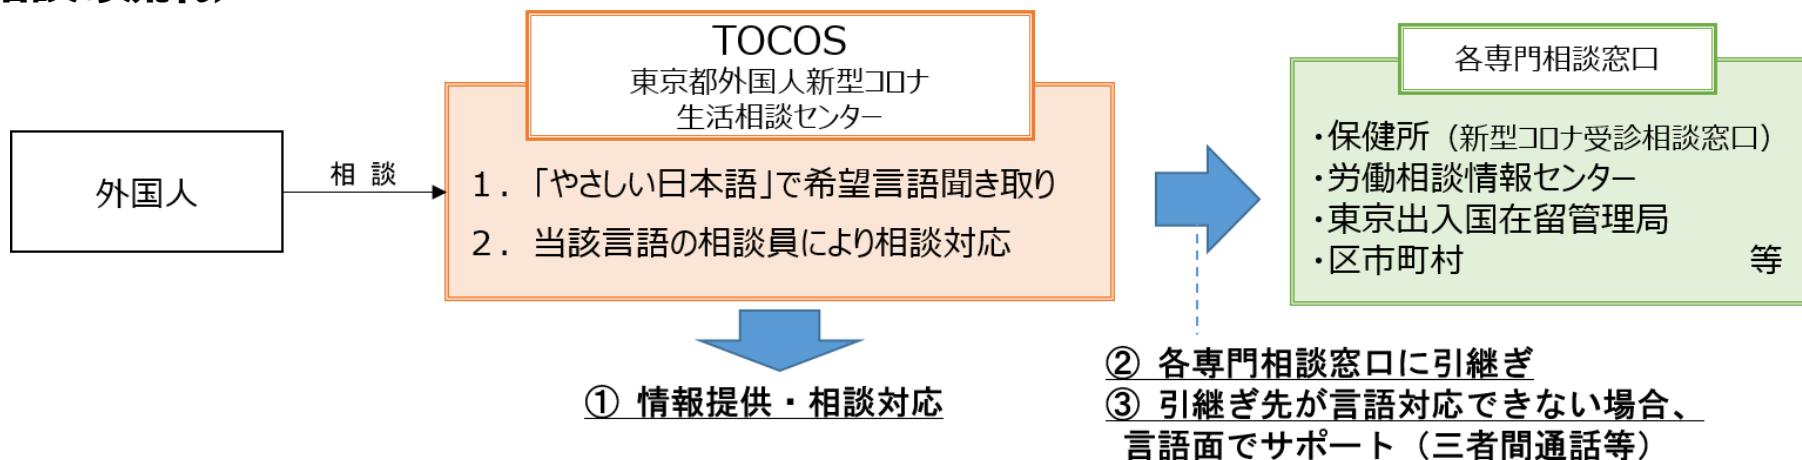 外国人
相 談
TOCOS
東京都外国人新型コロナ
生活相談センター
１．「やさしい日本語」で希望言語聞き取り
２．当該言語の相談員により相談対応
① 情報提供・相談対応
各専門相談窓口
・保健所（新型コロナ受診相談窓口）
・労働相談情報センター
・東京出入国在留管理局
・区市町村 等
② 各専門相談窓口に引継ぎ
③ 引継ぎ先が言語対応できない場合、
言語面でサポート（三者間通話等）